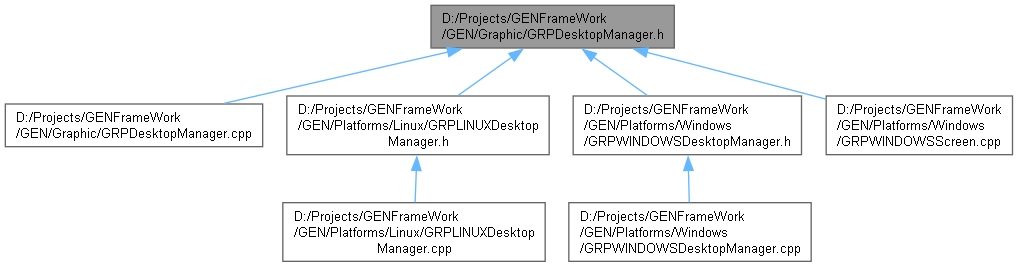 D:/Projects/GENFrameWork
/GEN/Graphic/GRPDesktopManager.h
D:/Projects/GENFrameWork
/GEN/Graphic/GRPDesktopManager.cpp
D:/Projects/GENFrameWork
/GEN/Platforms/Linux/GRPLINUXDesktop
Manager.h
D:/Projects/GENFrameWork
/GEN/Platforms/Windows
/GRPWINDOWSDesktopManager.h
D:/Projects/GENFrameWork
/GEN/Platforms/Windows
/GRPWINDOWSScreen.cpp
D:/Projects/GENFrameWork
/GEN/Platforms/Linux/GRPLINUXDesktop
Manager.cpp
D:/Projects/GENFrameWork
/GEN/Platforms/Windows
/GRPWINDOWSDesktopManager.cpp